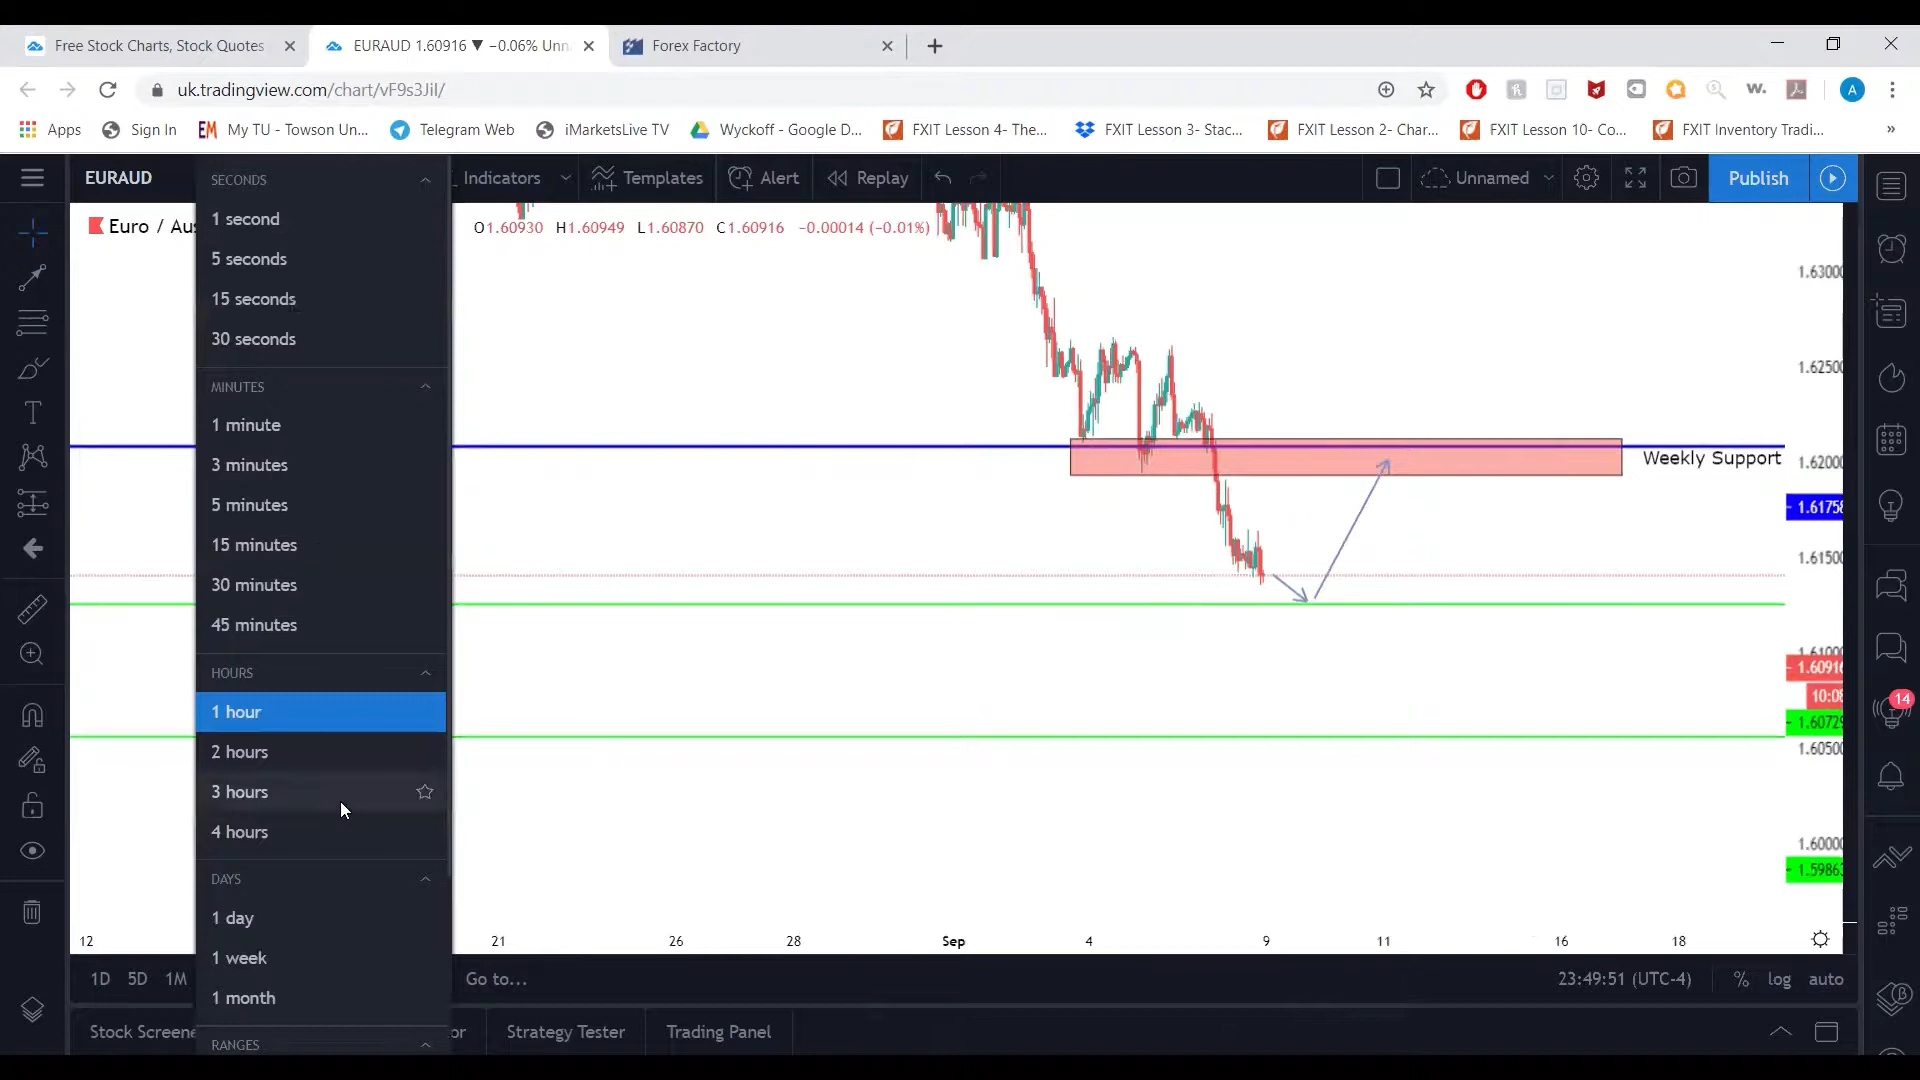 Free Stock Charts, Stock Quotes
EURAUD 1.60916 ▼ −0.06% Unn
Forex Factory
uk.tradingview.com/chart/vF9s3JiI/
A
Apps
Sign In
My TU - Towson Un...
Telegram Web
iMarketsLive TV
Wyckoff - Google D...
FXIT Lesson 4- The...
FXIT Lesson 3- Stac...
FXIT Lesson 2- Char...
FXIT Lesson 10- Co...
FXIT Inventory Tradi...
EURAUD
Indicators
Templates
Alert
Replay
Unnamed
Publish
Euro / Aus
O1.60930 H1.60949 L1.60870 C1.60916 −0.00014 (−0.01%)
SECONDS
1 second
5 seconds
15 seconds
30 seconds
MINUTES
1 minute
3 minutes
5 minutes
15 minutes
30 minutes
45 minutes
HOURS
1 hour
2 hours
3 hours
4 hours
DAYS
1 day
1 week
1 month
RANGES
Weekly Support
1.63000
1.62500
1.62000
1.61758
1.61500
1.61000
1.60916
10:08
1.60729
1.60500
1.60000
1.59863
14
12
21
26
28
Sep
4
9
11
16
18
1D
5D
1M
Go to...
23:49:51 (UTC-4)
%
log
auto
Stock Screene
or
Strategy Tester
Trading Panel